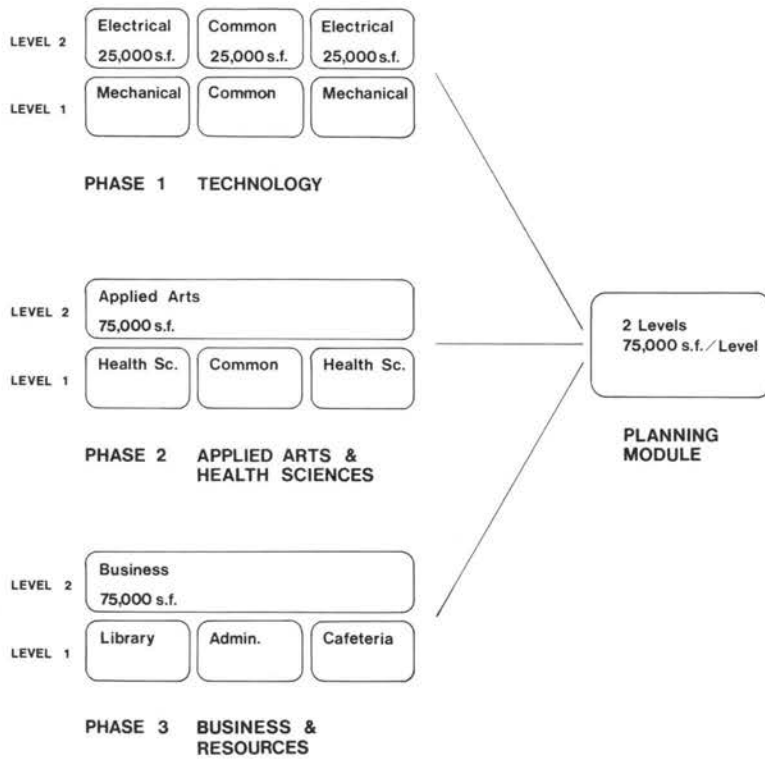 LEVEL 2
Electrical
25,000 s.f.
Common
25,000 s.f.
Electrical
25,000 s.f.
LEVEL 1
Mechanical
Common
Mechanical
PHASE 1 TECHNOLOGY
LEVEL 2
Applied Arts
75,000 s.f.
LEVEL 1
Health Sc.
Common
Health Sc.
PHASE 2 APPLIED ARTS &
HEALTH SCIENCES
LEVEL 2
Business
75,000 s.f.
LEVEL 1
Library
Admin.
Cafeteria
PHASE 3 BUSINESS &
RESOURCES
2 Levels
75,000 s.f./Level
PLANNING
MODULE